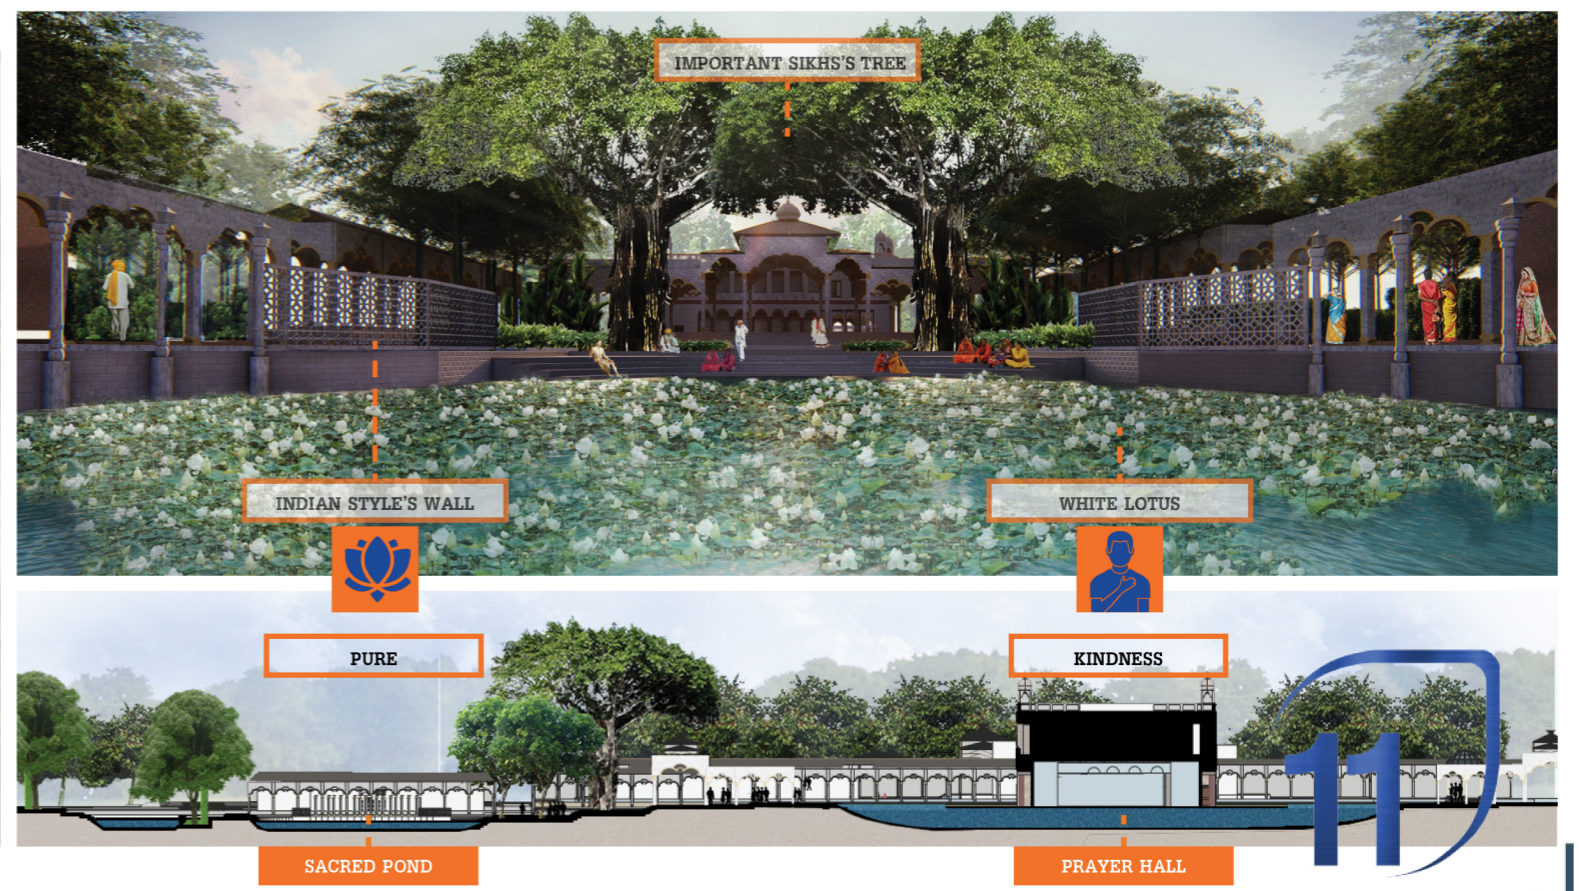 IMPORTANT SIKHS'S TREE
INDIAN STYLE'S WALL
WHITE LOTUS
PURE
KINDNESS
11
SACRED POND
PRAYER HALL